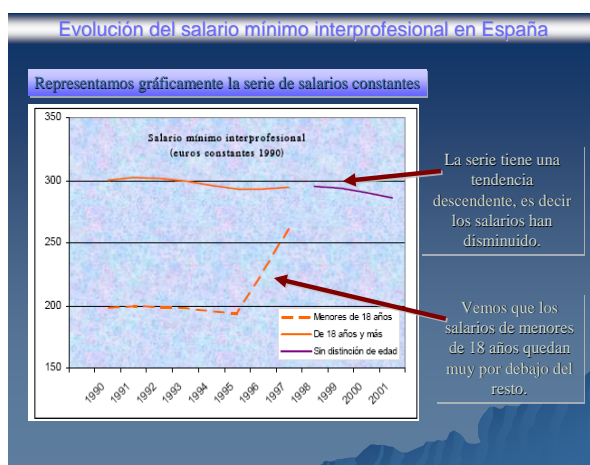 Evolución del salario mínimo interprofesional en España
Representamos gráficamente la serie de salarios constantes
350
300
250
200
150
Salario mínimo interprofesional
(euros constantes 1990)
Menores de 18 años
De 18 años y más
Sin distinción de edad
1990
1991
1992
1993
1994
1995
1996
1997
1998
1999
2000
2001
La serie tiene una
tendencia
descendente, es decir
los salarios han
disminuido.
Vemos que los
salarios de menores
de 18 años quedan
muy por debajo del
resto.